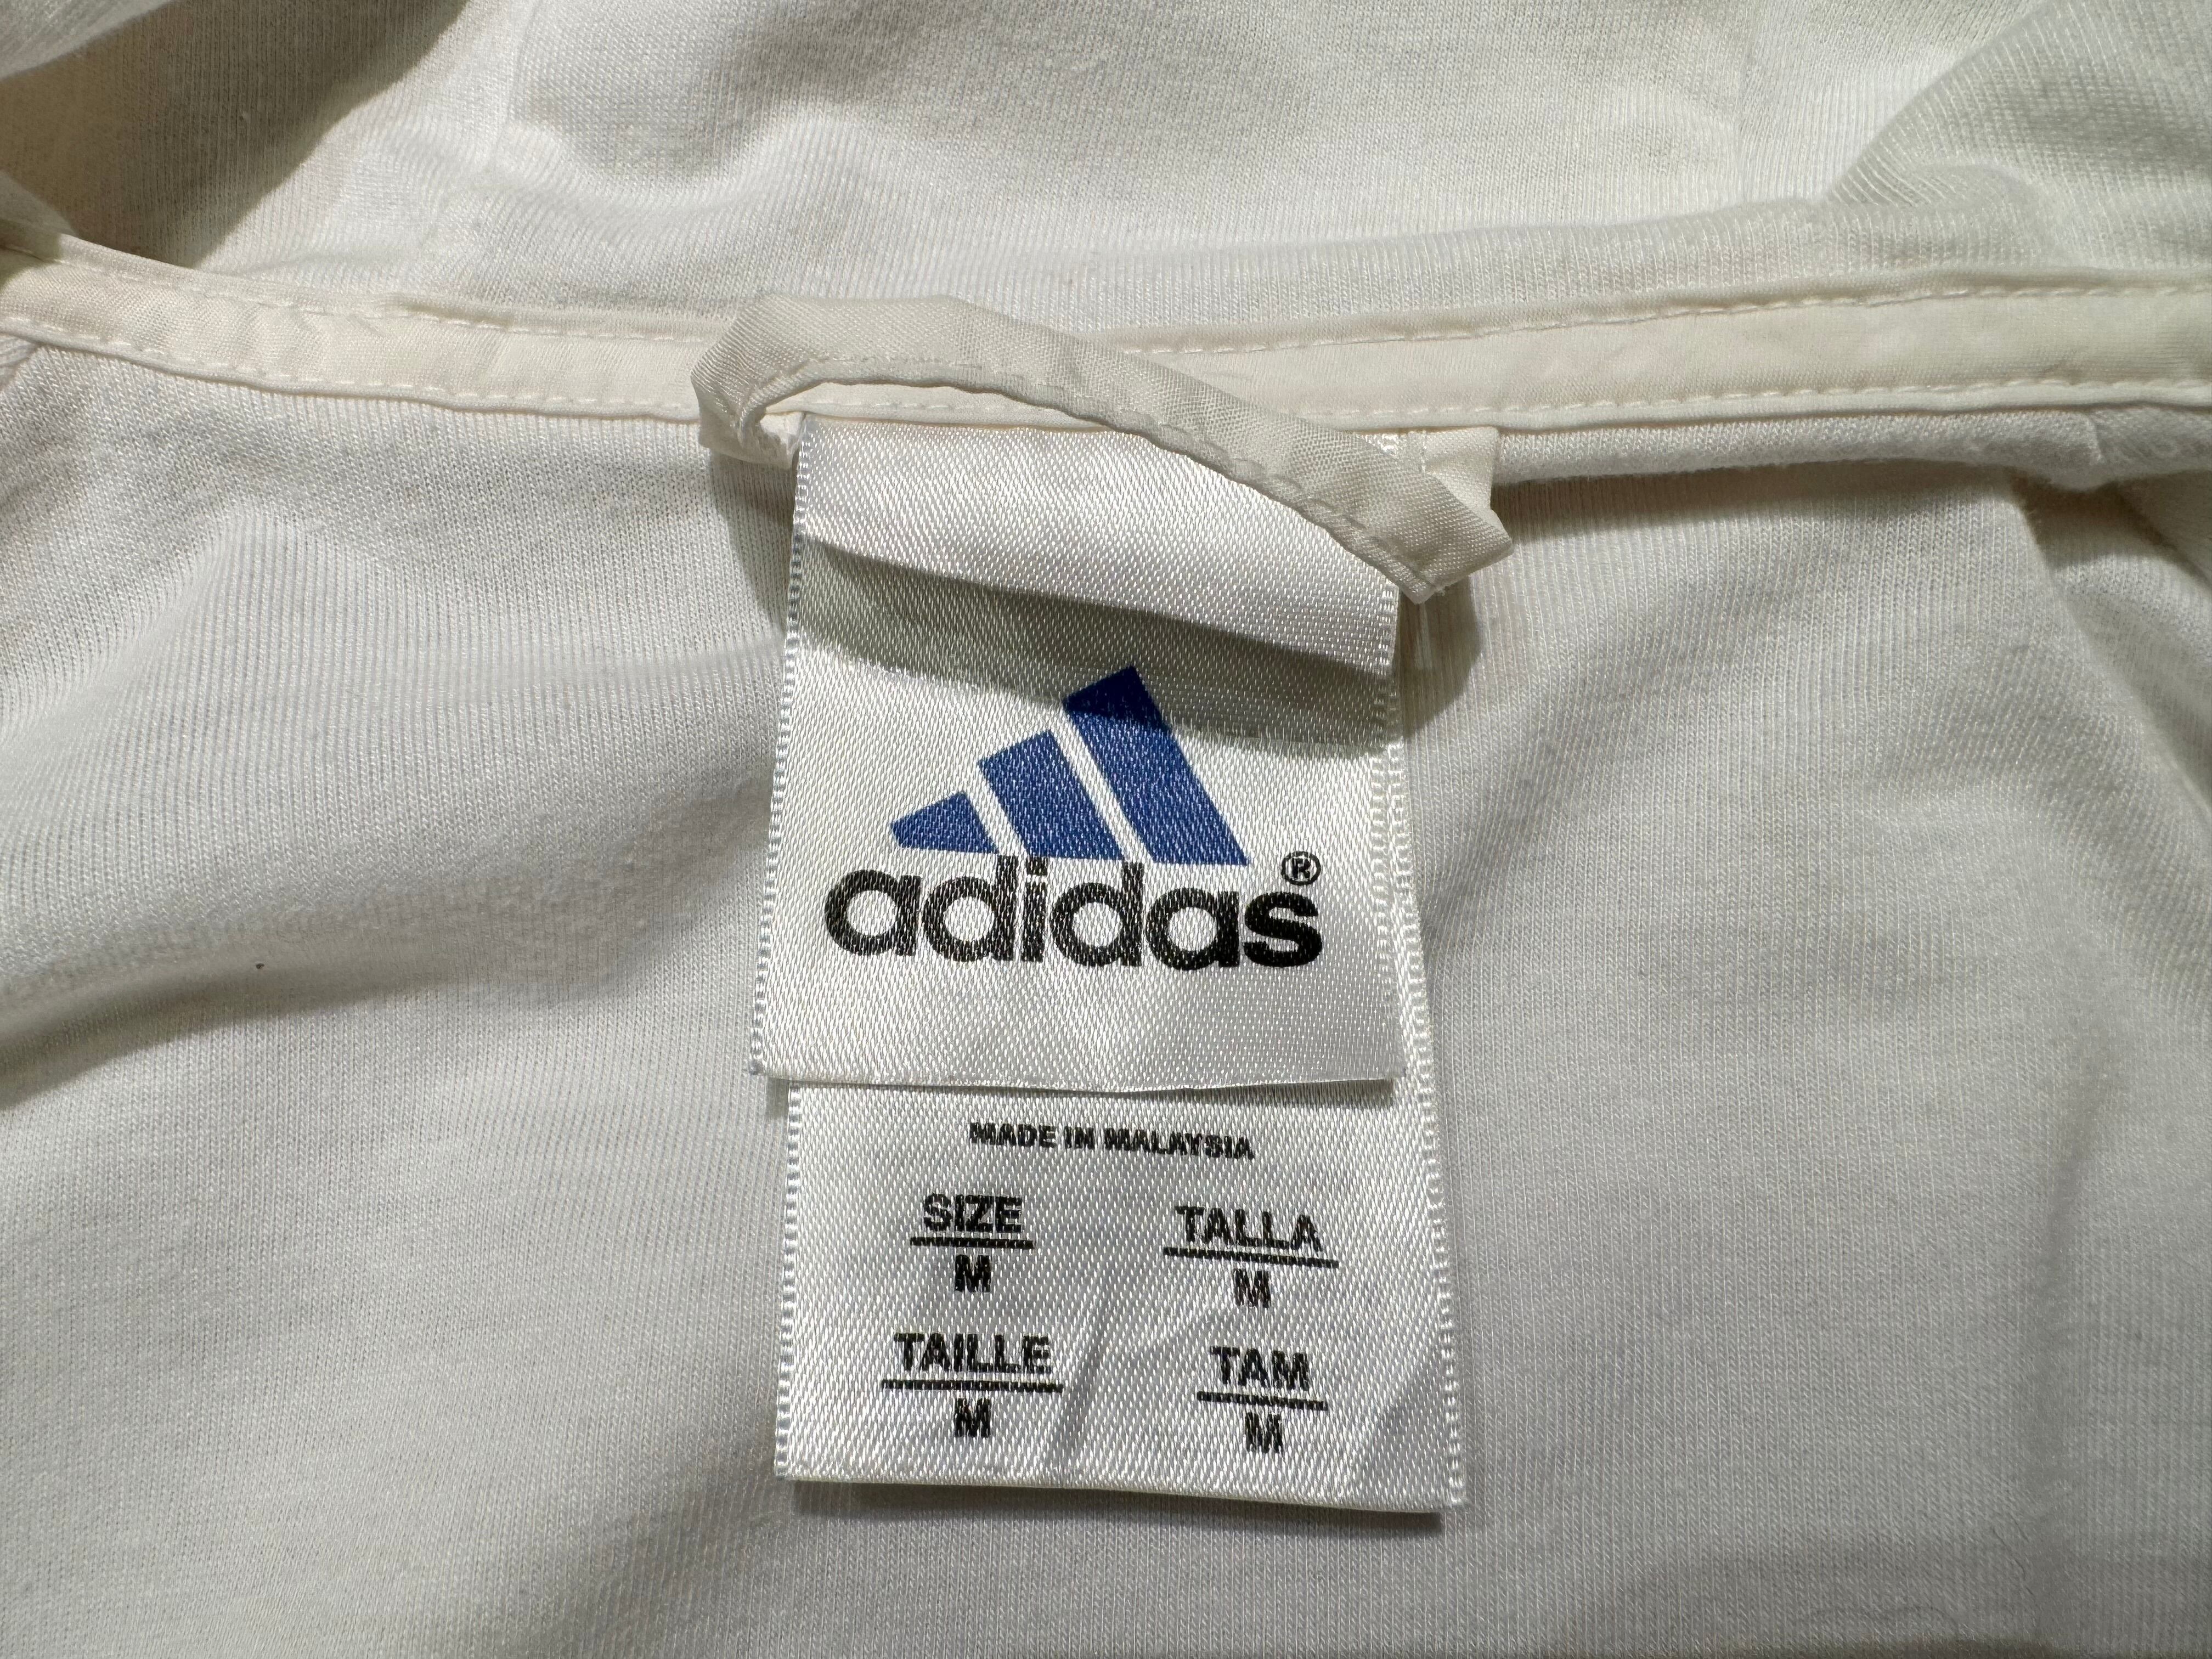 adidas®
MADE IN MALAYSIA
SIZE TALLA
M M
TAILLE TAM
M M